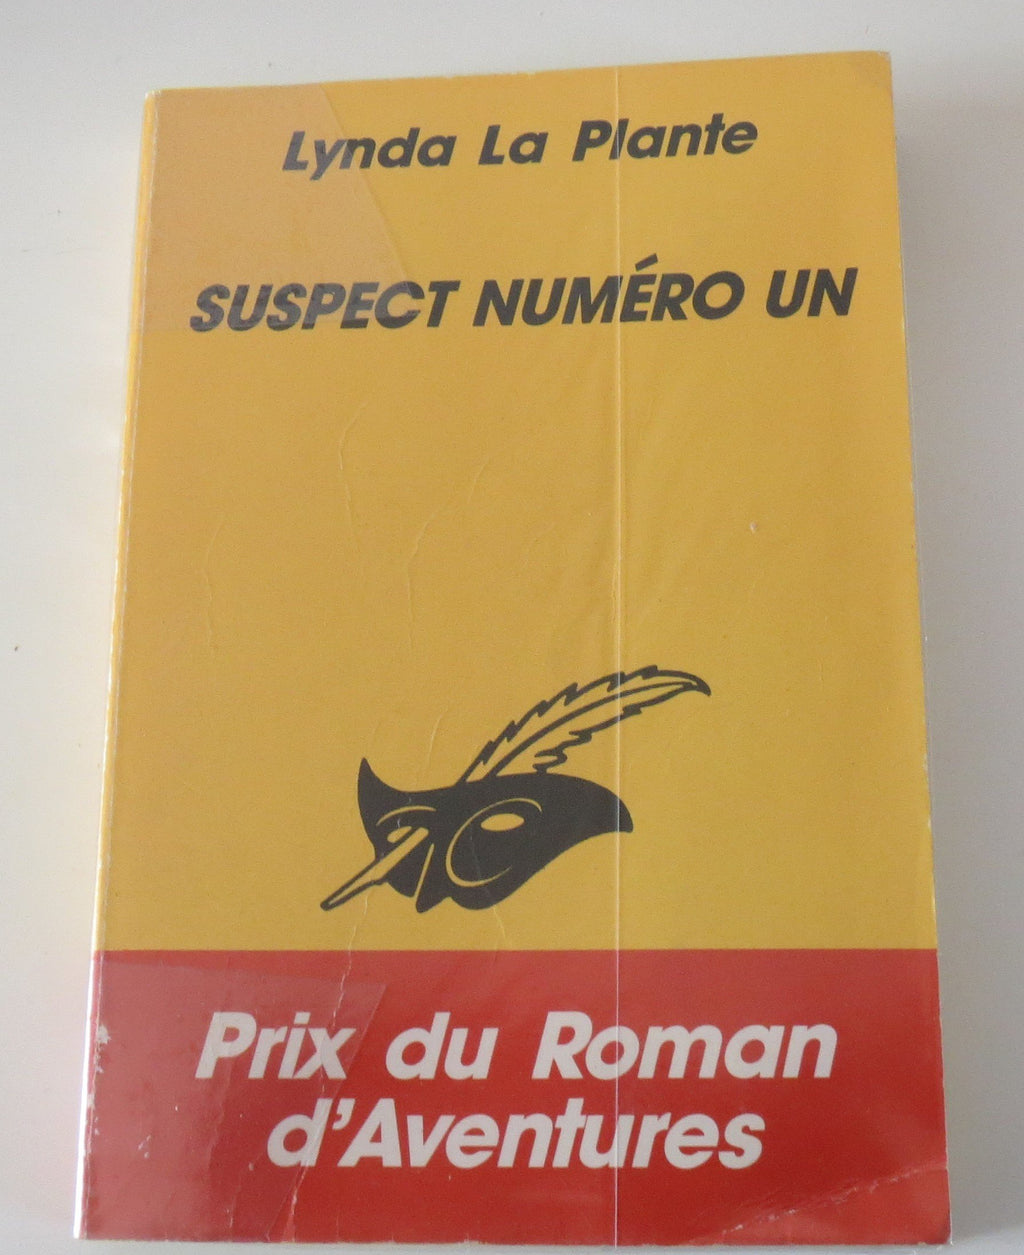 Lynda La Plante
SUSPECT NUMÉRO UN
Prix du Roman
d'Aventures